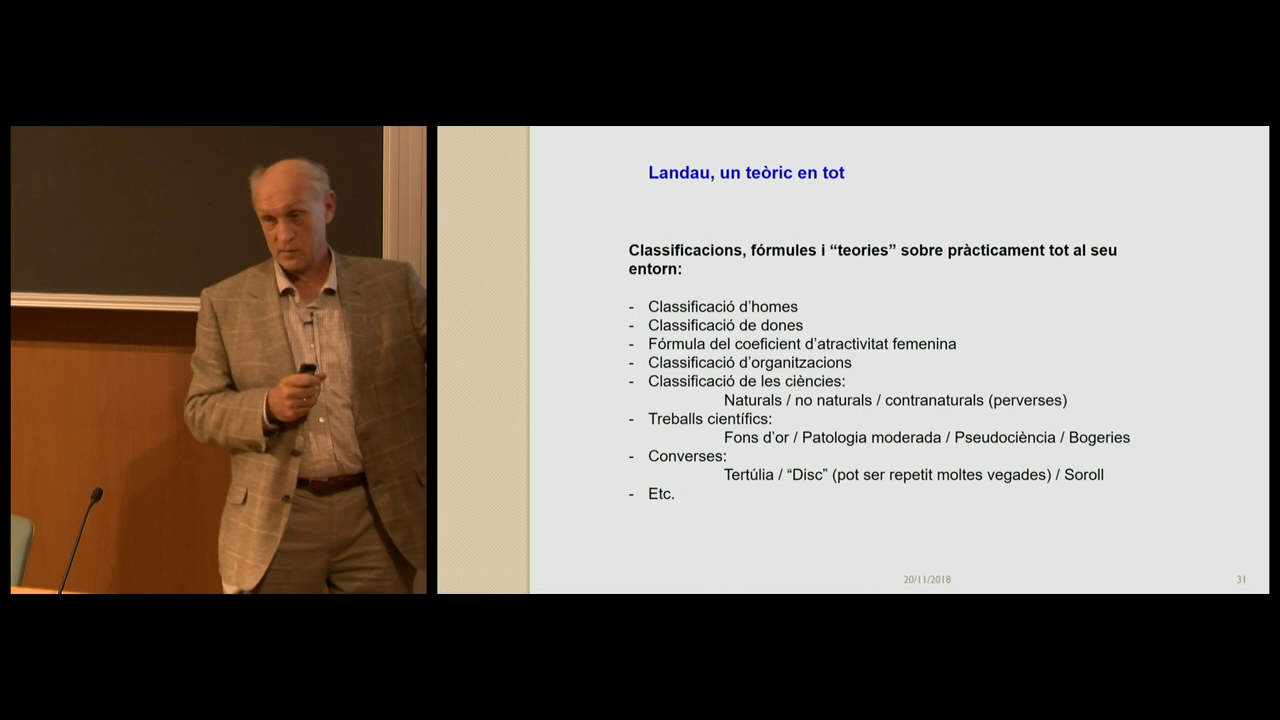 Landau, un teòric en tot
Classificacions, fórmules i “teories” sobre pràcticament tot al seu
entorn:
- Classificació d’homes
- Classificació de dones
- Fórmula del coeficient d’atractivitat femenina
- Classificació d’organitzacions
- Classificació de les ciències:
Naturals / no naturals / contranaturals (perverses)
- Treballs científics:
Fons d’or / Patologia moderada / Pseudociència / Bogeries
- Converses:
Tertúlia / “Disc” (pot ser repetit moltes vegades) / Soroll
- Etc.
20/11/2018
31